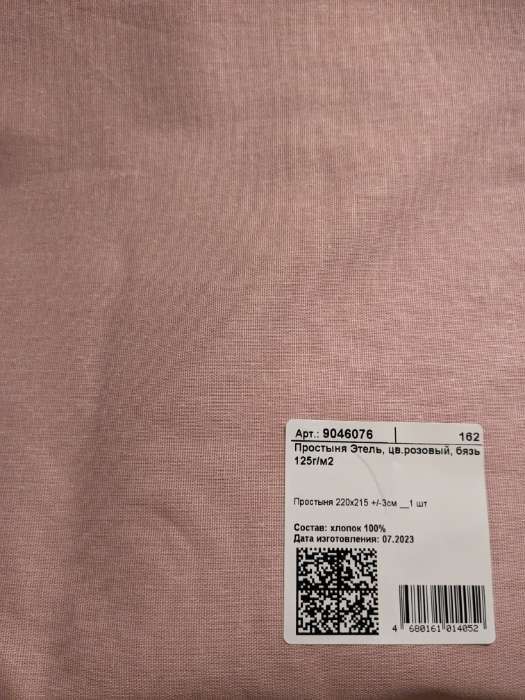 Арт.: 9046076 162
Простыня Этель, цв.розовый, бязь
125г/м2
Простыня 220х215 +/-3см __1 шт
Состав: хлопок 100%
Дата изготовления: 07.2023
4 680161 014052